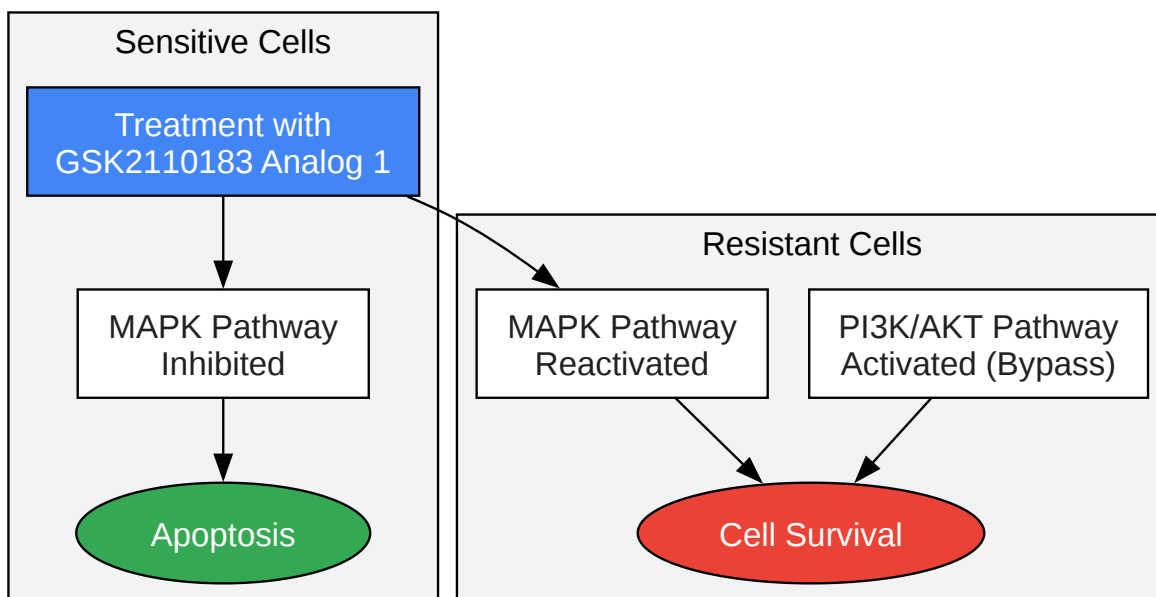 Sensitive Cells
Treatment with
GSK2110183 Analog 1
MAPK Pathway
Inhibited
Apoptosis
Resistant Cells
MAPK Pathway
Reactivated
PI3K/AKT Pathway
Activated (Bypass)
Cell Survival